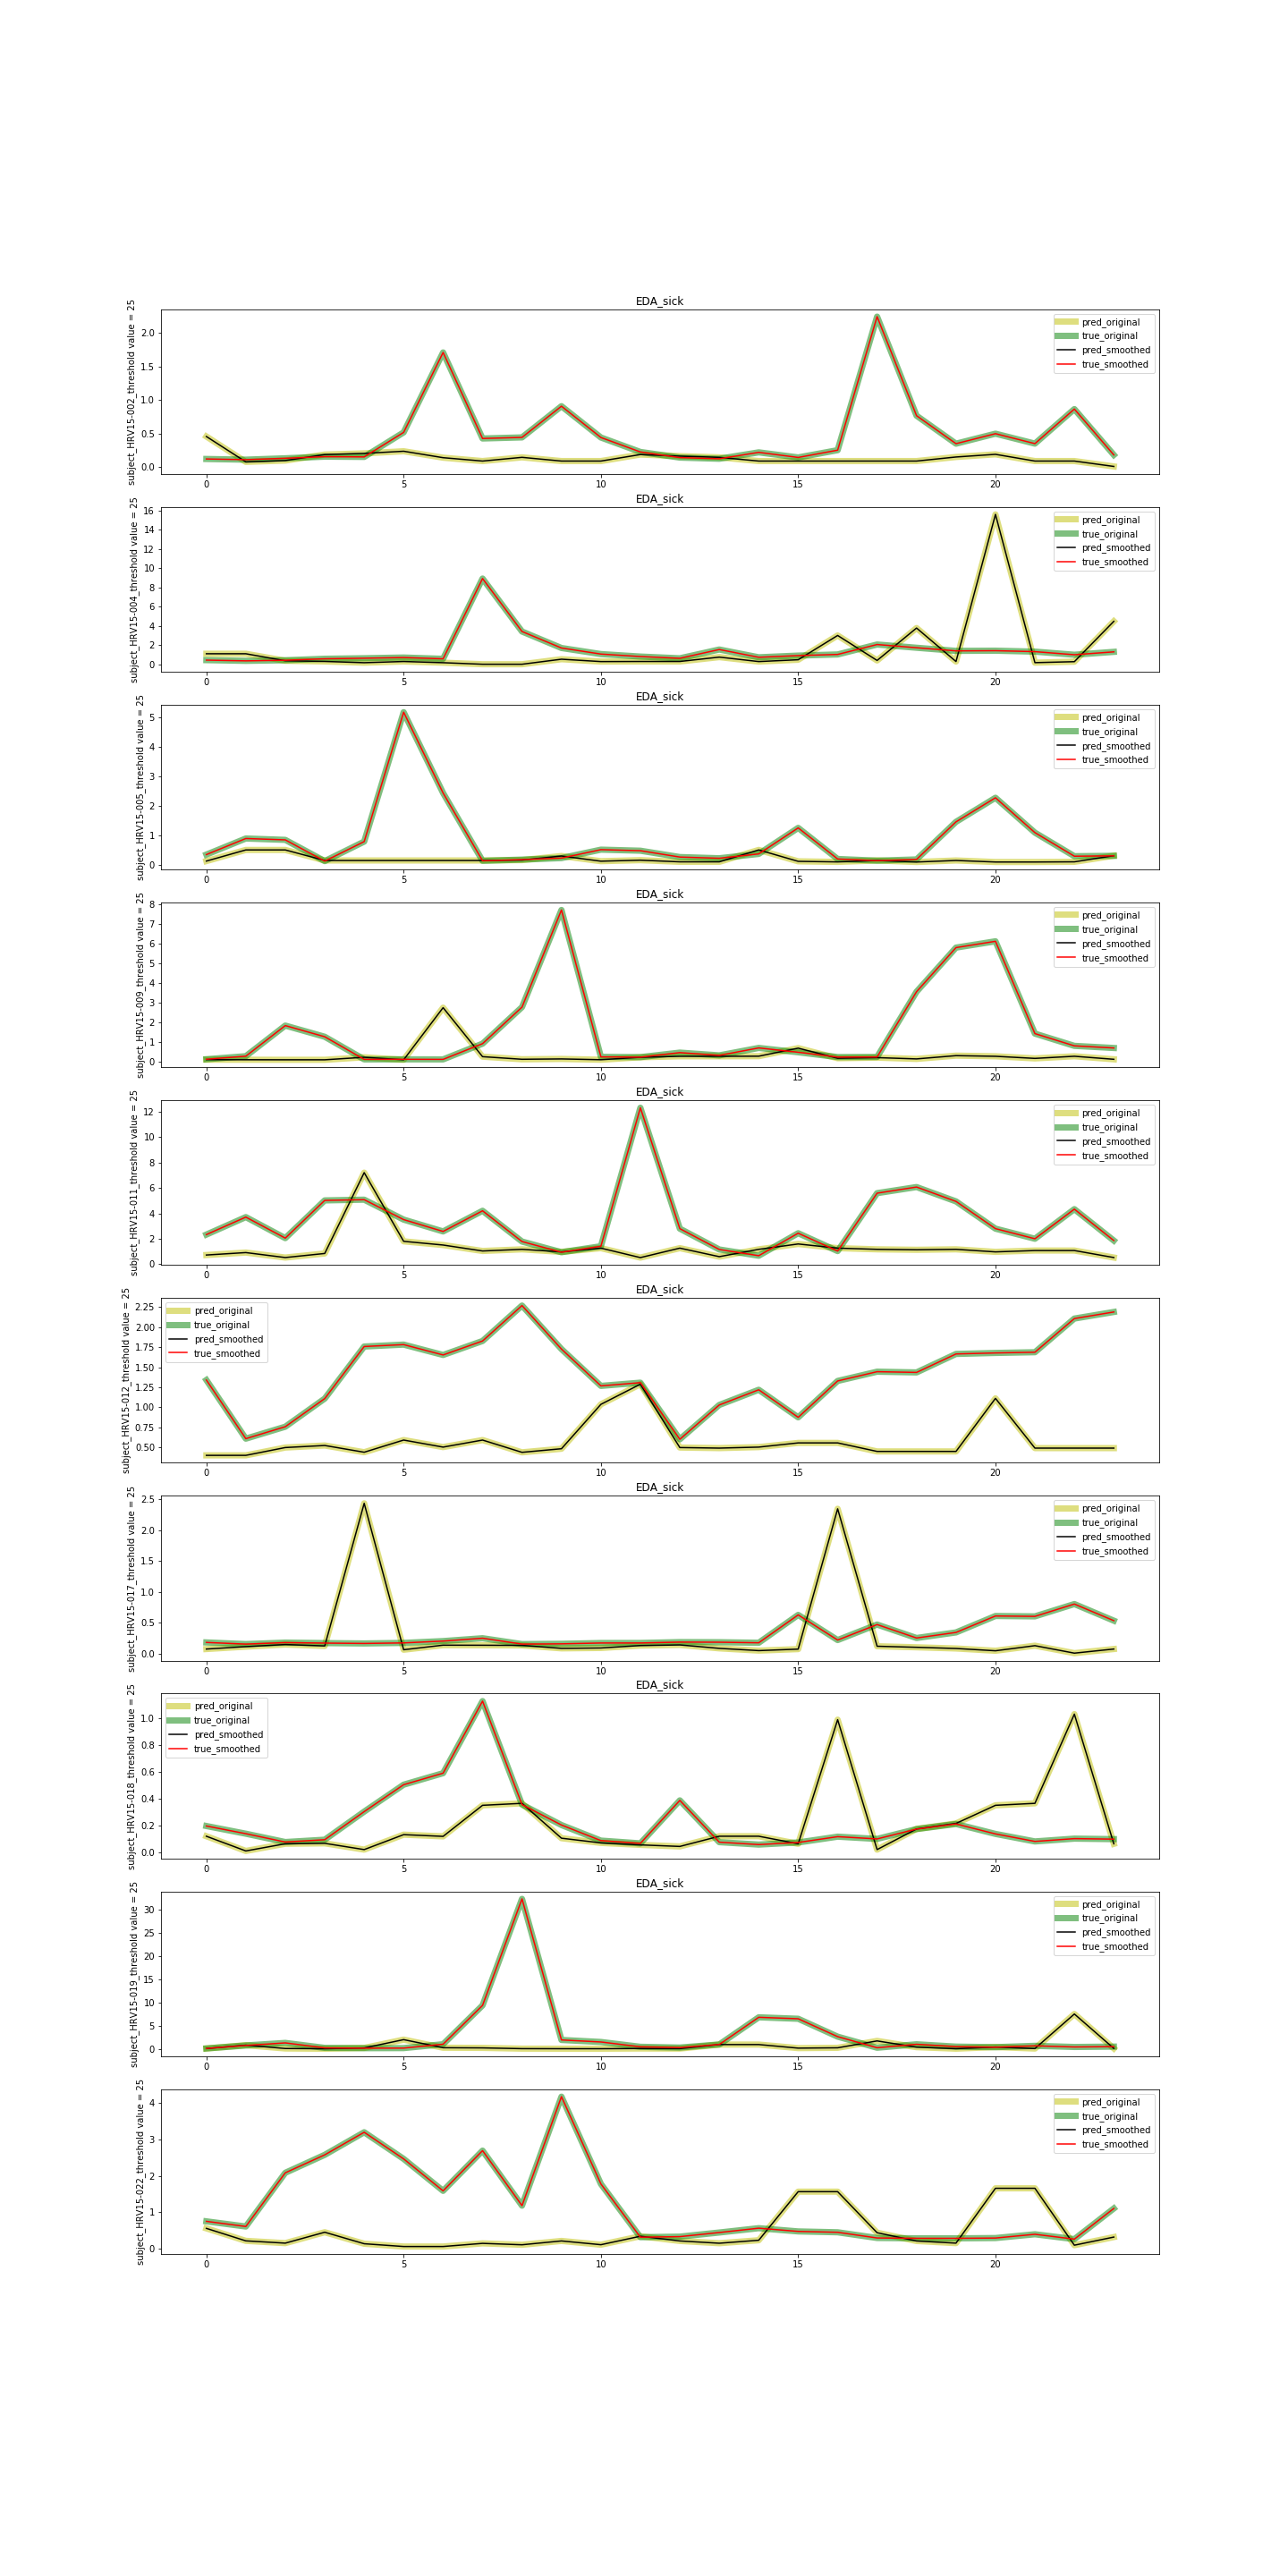 EDA_sick
subject_HRV15-002_threshold value = 25
2.0
1.5
1.0
0.5
0.0
pred_original
true_original
pred_smoothed
true_smoothed
0 5 10 15 20
EDA_sick
subject_HRV15-004_threshold value = 25
16
14
12
10
8
6
4
2
0
pred_original
true_original
pred_smoothed
true_smoothed
0 5 10 15 20
EDA_sick
subject_HRV15-005_threshold value = 25
5
4
3
2
1
0
pred_original
true_original
pred_smoothed
true_smoothed
0 5 10 15 20
EDA_sick
subject_HRV15-009_threshold value = 25
8
7
6
5
4
3
2
1
0
pred_original
true_original
pred_smoothed
true_smoothed
0 5 10 15 20
EDA_sick
subject_HRV15-011_threshold value = 25
12
10
8
6
4
2
0
pred_original
true_original
pred_smoothed
true_smoothed
0 5 10 15 20
EDA_sick
subject_HRV15-012_threshold value = 25
2.25
2.00
1.75
1.50
1.25
1.00
0.75
0.50
pred_original
true_original
pred_smoothed
true_smoothed
0 5 10 15 20
EDA_sick
subject_HRV15-017_threshold value = 25
2.5
2.0
1.5
1.0
0.5
0.0
pred_original
true_original
pred_smoothed
true_smoothed
0 5 10 15 20
EDA_sick
subject_HRV15-018_threshold value = 25
1.0
0.8
0.6
0.4
0.2
0.0
pred_original
true_original
pred_smoothed
true_smoothed
0 5 10 15 20
EDA_sick
subject_HRV15-019_threshold value = 25
30
25
20
15
10
5
0
pred_original
true_original
pred_smoothed
true_smoothed
0 5 10 15 20
subject_HRV15-022_threshold value = 25
4
3
2
1
0
pred_original
true_original
pred_smoothed
true_smoothed
0 5 10 15 20